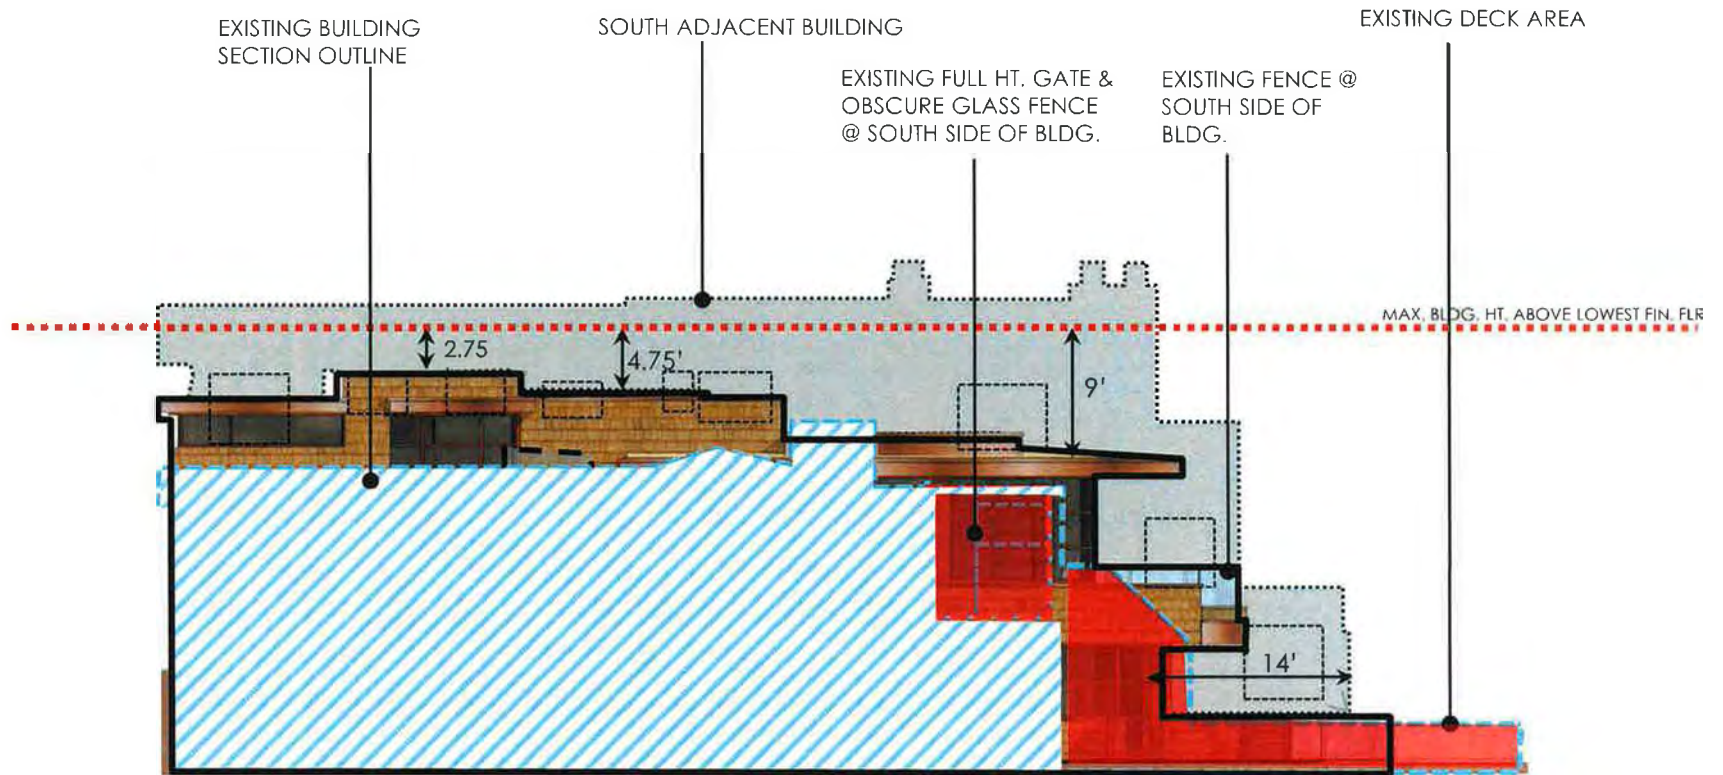 EXISTING BUILDING
SECTION OUTLINE
SOUTH ADJACENT BUILDING
EXISTING FULL HT. GATE &
OBSCURE GLASS FENCE
@ SOUTH SIDE OF BLDG.
EXISTING FENCE @
SOUTH SIDE OF
BLDG.
EXISTING DECK AREA
MAX. BLDG. HT. ABOVE LOWEST FIN. FLR
2.75
4.75'
9'
14'